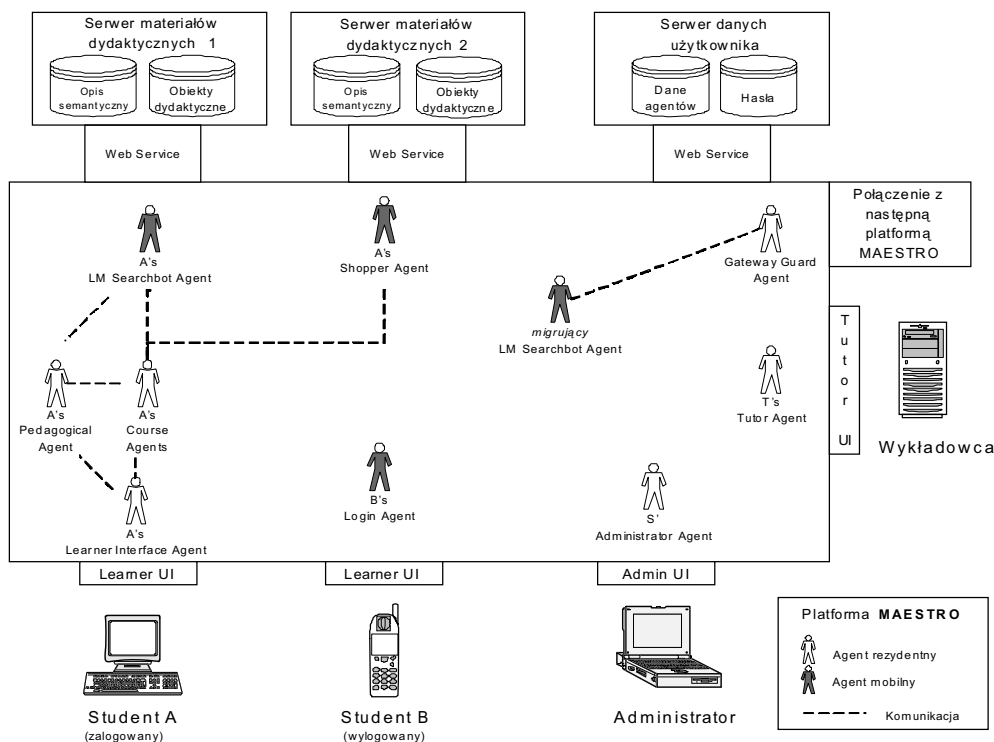 Serwer materiałów
dydaktycznych 1
Opis
semantyczny
Obiekty
dydaktyczne
Serwer materiałów
dydaktycznych 2
Opis
semantyczny
Obiekty
dydaktyczne
Serwer danych
użytkownika
Dane
agentów
Hasła
Web Service
Web Service
Web Service
Połączenie z
następną
platformą
MAESTRO
A's
LM Searchbot Agent
A's
Shopper Agent
Gateway Guard
Agent
migrujący
LM Searchbot Agent
A's
Pedagogical
Agent
A's
Course
Agents
T's
Tutor Agent
Tutor
UI
Wykładowca
A's
Learner Interface Agent
B's
Login Agent
S'
Administrator Agent
Learner UI
Learner UI
Admin UI
Student A
(zalogowany)
Student B
(wylogowany)
Administrator
Platforma MAESTRO
Agent rezydentny
Agent mobilny
Komunikacja